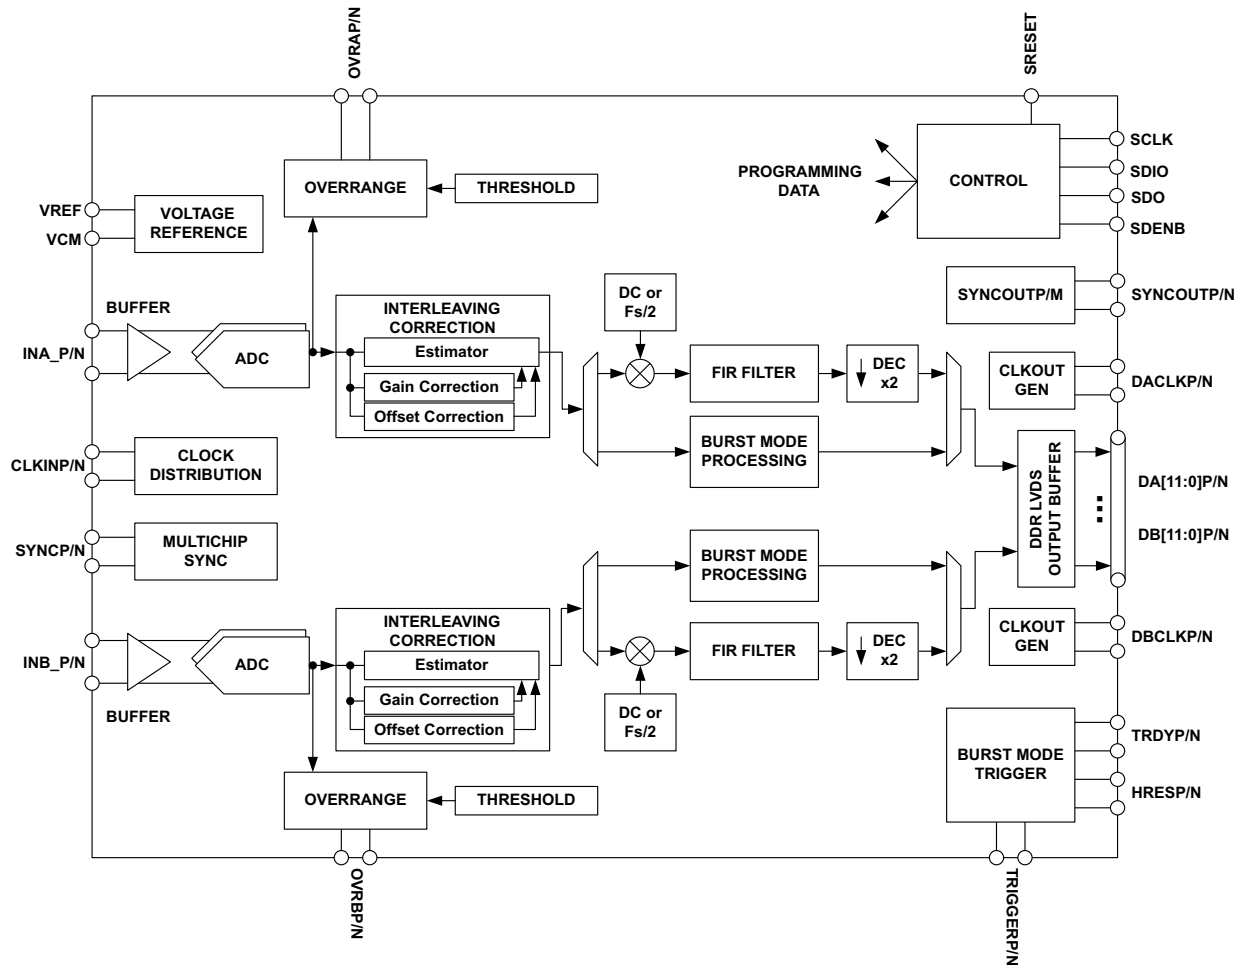 OVRAP/N
SRESET
OVERRANGE
THRESHOLD
PROGRAMMING
DATA
CONTROL
SCLK
SDIO
SDO
SDENB
VREF
VCM
VOLTAGE
REFERENCE
SYNCOUTP/M
SYNCOUTP/N
BUFFER
INA_P/N
ADC
INTERLEAVING
CORRECTION
Estimator
Gain Correction
Offset Correction
DC or
Fs/2
FIR FILTER
DEC
x2
BURST MODE
PROCESSING
CLKOUT
GEN
DACLKP/N
CLKINP/N
CLOCK
DISTRIBUTION
DDR LVDS
OUTPUT BUFFER
...
DA[11:0]P/N
DB[11:0]P/N
SYNCP/N
MULTICHIP
SYNC
BURST MODE
PROCESSING
INB_P/N
ADC
BUFFER
INTERLEAVING
CORRECTION
Estimator
Gain Correction
Offset Correction
FIR FILTER
DEC
x2
DC or
Fs/2
CLKOUT
GEN
DBCLKP/N
OVERRANGE
THRESHOLD
BURST MODE
TRIGGER
TRDYP/N
HRESP/N
OVRBP/N
TRIGGERP/N